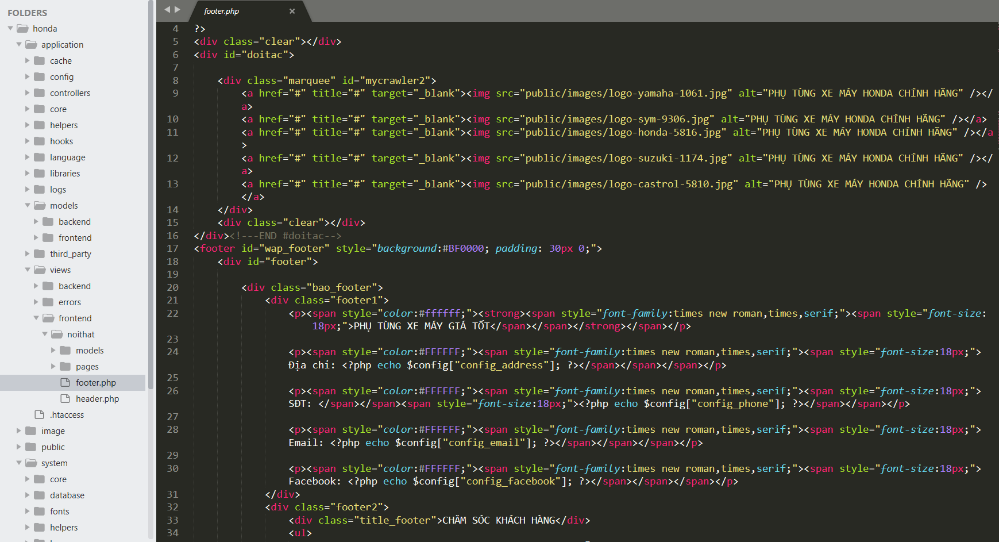 FOLDERS
honda
application
cache
config
controllers
core
helpers
hooks
language
libraries
logs
models
backend
frontend
third_party
views
backend
errors
frontend
noithat
models
pages
footer.php
header.php
.htaccess
image
public
system
core
database
fonts
helpers
footer.php ×
4 ?>
5 <div class="clear"></div>
6 <div id="doitac">
7
8 <div class="marquee" id="mycrawler2">
9 <a href="#" title="#" target="_blank"><img src="public/images/logo-yamaha-1061.jpg" alt="PHỤ TÙNG XE MÁY HONDA CHÍNH HÃNG" /></
a>
10 <a href="#" title="#" target="_blank"><img src="public/images/logo-sym-9306.jpg" alt="PHỤ TÙNG XE MÁY HONDA CHÍNH HÃNG" /></a>
11 <a href="#" title="#" target="_blank"><img src="public/images/logo-honda-5816.jpg" alt="PHỤ TÙNG XE MÁY HONDA CHÍNH HÃNG" /></a
>
12 <a href="#" title="#" target="_blank"><img src="public/images/logo-suzuki-1174.jpg" alt="PHỤ TÙNG XE MÁY HONDA CHÍNH HÃNG" /></
a>
13 <a href="#" title="#" target="_blank"><img src="public/images/logo-castrol-5810.jpg" alt="PHỤ TÙNG XE MÁY HONDA CHÍNH HÃNG" />
</a>
14 </div>
15 <div class="clear"></div>
16 </div><!---END #doitac-->
17 <footer id="wap_footer" style="background:#BF0000; padding: 30px 0;">
18 <div id="footer">
19
20 <div class="bao_footer">
21 <div class="footer1">
22 <p><span style="color:#ffffff;"><strong><span style="font-family:times new roman,times,serif;"><span style="font-size:
18px;">PHỤ TÙNG XE MÁY GIÁ TỐT</span></span></strong></span></p>
23
24 <p><span style="color:#FFFFFF;"><span style="font-family:times new roman,times,serif;"><span style="font-size:18px;">
Địa chỉ: <?php echo $config["config_address"]; ?></span></span></span></p>
25
26 <p><span style="color:#FFFFFF;"><span style="font-family:times new roman,times,serif;"><span style="font-size:18px;">
SĐT: </span></span><span style="font-size:18px;"><?php echo $config["config_phone"]; ?></span></span></p>
27
28 <p><span style="color:#FFFFFF;"><span style="font-family:times new roman,times,serif;"><span style="font-size:18px;">
Email: <?php echo $config["config_email"]; ?></span></span></span></p>
29
30 <p><span style="color:#FFFFFF;"><span style="font-family:times new roman,times,serif;"><span style="font-size:18px;">
Facebook: <?php echo $config["config_facebook"]; ?></span></span></span></p>
31 </div>
32 <div class="footer2">
33 <div class="title_footer">CHĂM SÓC KHÁCH HÀNG</div>
34 <ul>